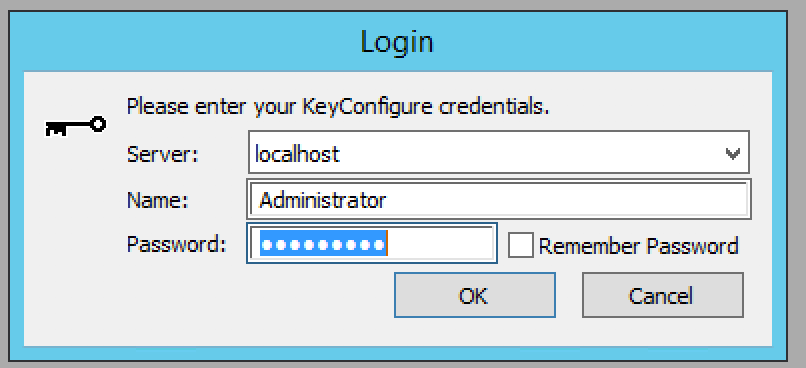 Login
Please enter your KeyConfigure credentials.
Server: localhost
Name: Administrator
Password: ●●●●●●●●● Remember Password
OK Cancel